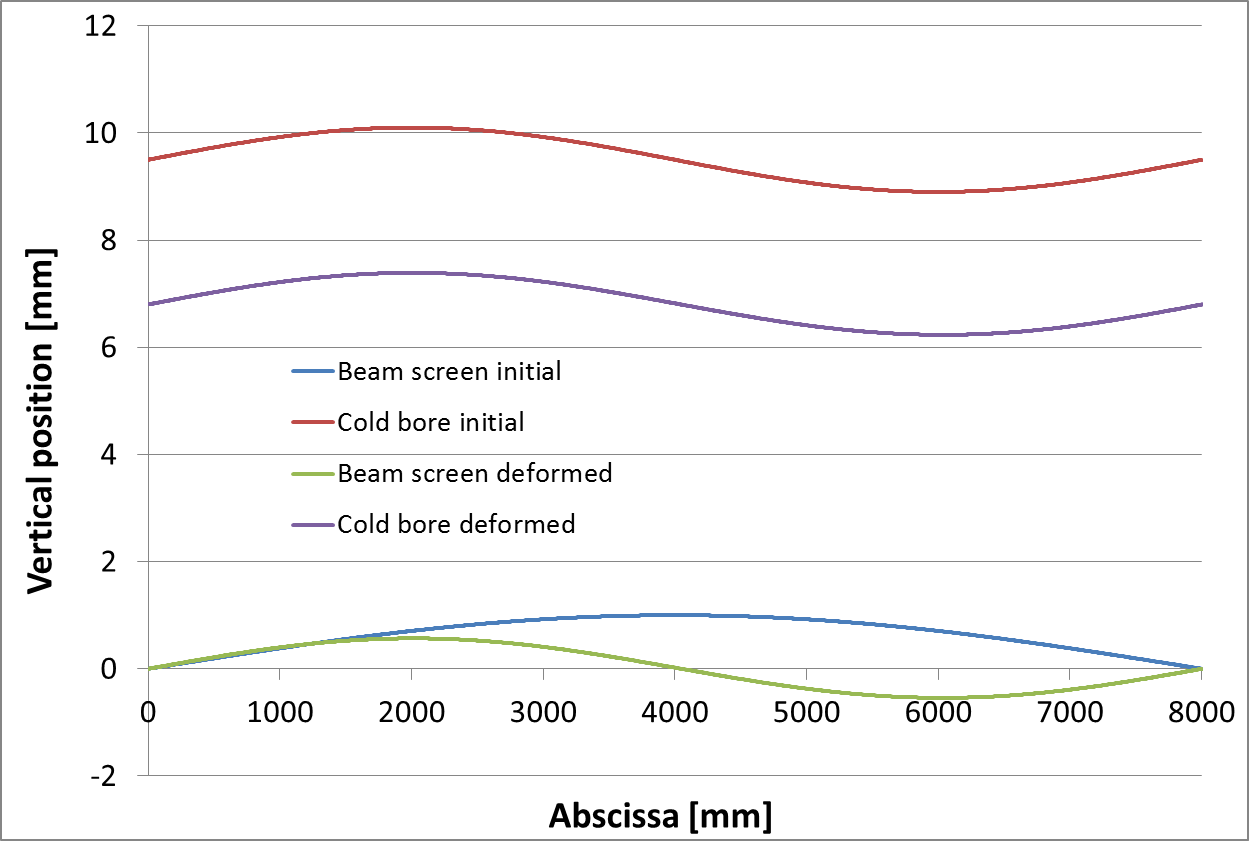 12
10
8
6
4
2
0
-2
Vertical position [mm]
Beam screen initial
Cold bore initial
Beam screen deformed
Cold bore deformed
0 1000 2000 3000 4000 5000 6000 7000 8000
Abscissa [mm]